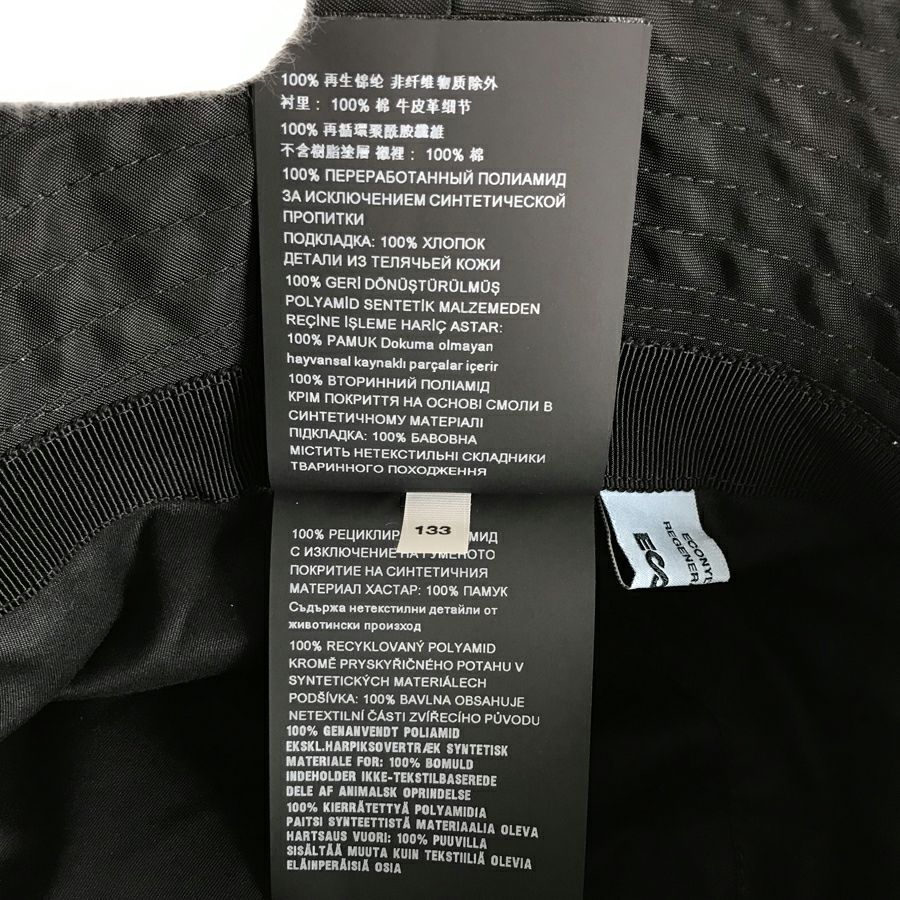 100% 再生锦纶 非纤维物质除外
衬里： 100% 棉 牛皮革细节
100% 再循環聚酰胺纖維
不含樹脂塗層 襯裡： 100% 棉
100% ПЕРЕРАБОТАННЫЙ ПОЛИАМИД
ЗА ИСКЛЮЧЕНИЕМ СИНТЕТИЧЕСКОЙ
ПРОПИТКИ
ПОДКЛАДКА: 100% ХЛОПОК
ДЕТАЛИ ИЗ ТЕЛЯЧЬЕЙ КОЖИ
100% GERİ DÖNÜŞTÜRÜLMÜŞ
POLYAMİD SENTETİK MALZEMEDEN
REÇİNE İŞLEME HARİÇ ASTAR:
100% PAMUK Dokuma olmayan
hayvansal kaynaklı parçalar içerir
100% ВТОРИННИЙ ПОЛІАМІД
КРІМ ПОКРИТТЯ НА ОСНОВІ СМОЛИ В
СИНТЕТИЧНОМУ МАТЕРІАЛІ
ПІДКЛАДКА: 100% БАВОВНА
МІСТИТЬ НЕТЕКСТИЛЬНІ СКЛАДНИКИ
ТВАРИННОГО ПОХОДЖЕННЯ
133
100% РЕЦИКЛИР МИД
С ИЗКЛЮЧЕНИЕ НА ГУМЕНОТО
ПОКРИТИЕ НА СИНТЕТИЧНИЯ
МАТЕРИАЛ ХАСТАР: 100% ПАМУК
Съдържа нетекстилни детайли от
животински произход
100% RECYKLOVANÝ POLYAMID
KROMĚ PRYSKYŘIČNÉHO POTAHU V
SYNTETICKÝCH MATERIÁLECH
PODŠÍVKA: 100% BAVLNA OBSAHUJE
NETEXTILNÍ ČÁSTI ZVÍŘECÍHO PŮVODU
100% GENANVENDT POLIAMID
EKSKL.HARPIKSOVERTRÆK SYNTETISK
MATERIALE FOR: 100% BOMULD
INDEHOLDER IKKE-TEKSTILBASEREDE
DELE AF ANIMALSK OPRINDELSE
100% KIERRÄTETTYÄ POLYAMIDIA
PAITSI SYNTEETTISTÄ MATERIAALIA OLEVA
HARTSAUS VUORI: 100% PUUVILLA
SISÄLTÄÄ MUUTA KUIN TEKSTIILIÄ OLEVIA
ELÄINPERÄISIÄ OSIA
ECONY
REGENER